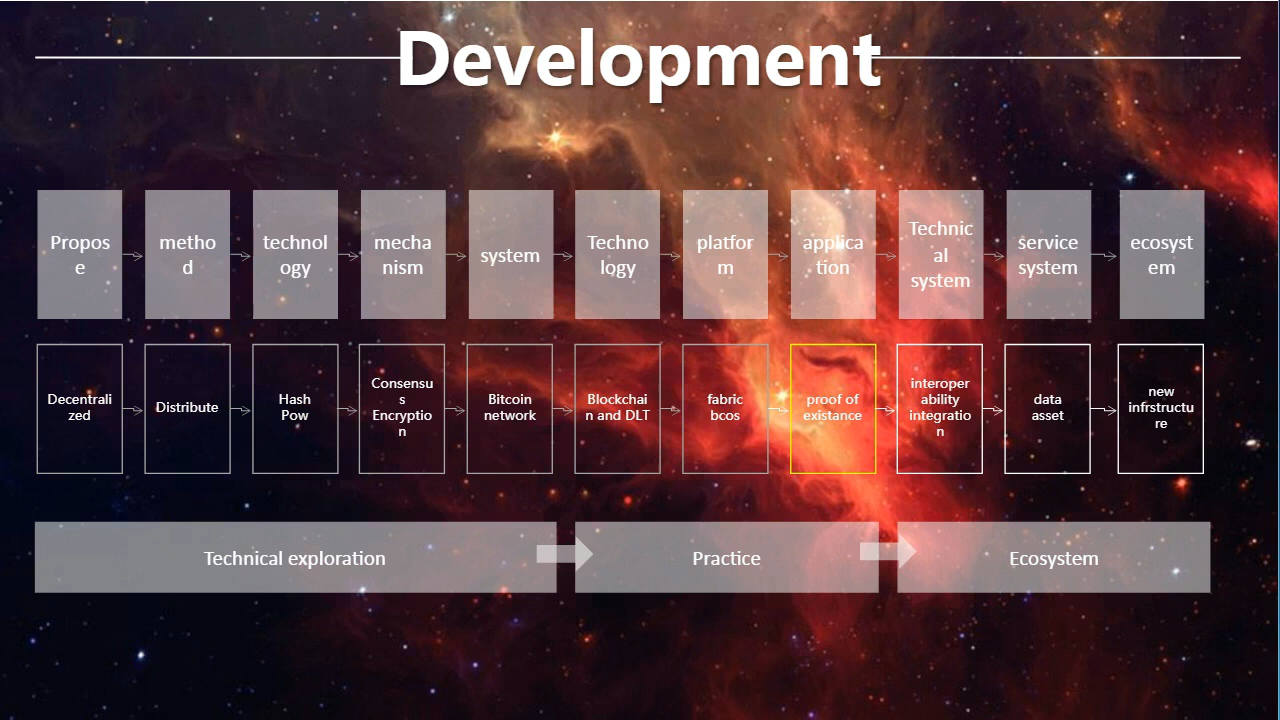 Development
Propos
e
metho
d
technol
ogy
mecha
nism
system
Techno
logy
platfor
m
applica
tion
Technic
al
system
service
system
ecosyst
em
Decentrali
zed
Distribute
Hash
Pow
Consensu
s
Encryptio
n
Bitcoin
network
Blockchai
n and DLT
fabric
bcos
proof of
existance
interoper
ability
integratio
n
data
asset
new
infrstructu
re
Technical exploration
Practice
Ecosystem